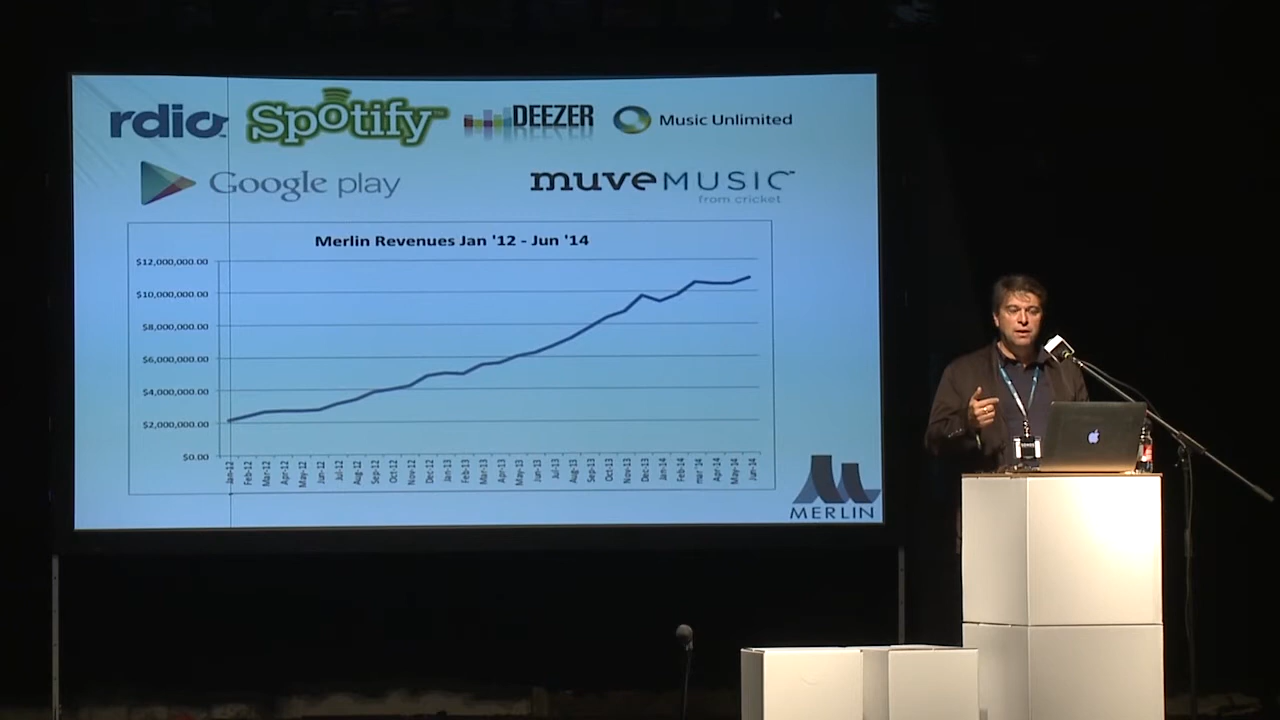 rdio
Spotify
DEEZER
Music Unlimited
Google play
muve MUSIC
from cricket
Merlin Revenues Jan '12 - Jun '14
$12,000,000.00
$10,000,000.00
$8,000,000.00
$6,000,000.00
$4,000,000.00
$2,000,000.00
$0.00
Jan-12
Feb-12
Mar-12
Apr-12
May-12
Jun-12
Jul-12
Aug-12
Sep-12
Oct-12
Nov-12
Dec-12
Jan-13
Feb-13
Mar-13
Apr-13
May-13
Jun-13
Jul-13
Aug-13
Sep-13
Oct-13
Nov-13
Dec-13
Jan-14
Feb-14
mar'14
Apr-14
May-14
Jun-14
MERLIN